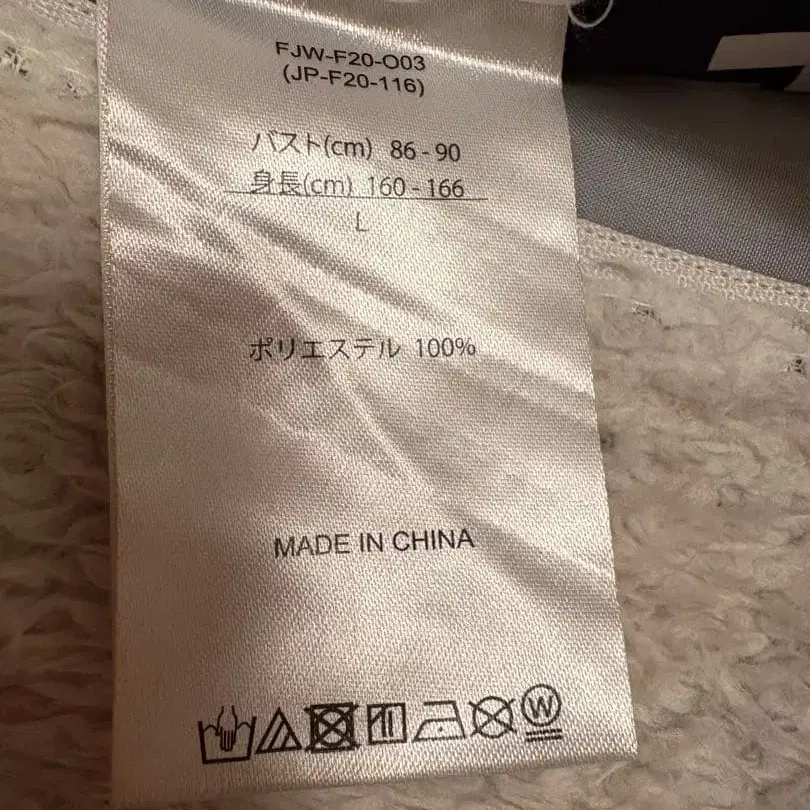 FJW-F20-O03
(JP-F20-116)
バスト(cm) 86 - 90
身長(cm) 160 - 166
L
ポリエステル 100%
MADE IN CHINA
W